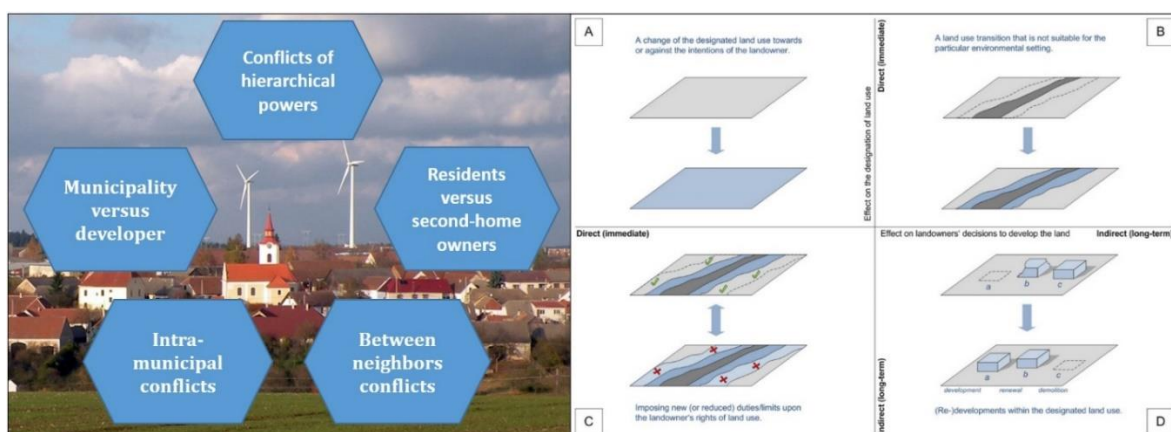 Conflicts of
hierarchical
powers
Municipality
versus
developer
Residents
versus
second-home
owners
Intra-
municipal
conflicts
Between
neighbors
conflicts
A
A change of the designated land use towards
or against the intentions of the landowner.
Direct (immediate)
Effect on the designation of land use
B
A land use transition that is not suitable for the
particular environmental setting.
Direct (immediate)
Effect on landowners' decisions to develop the land
Indirect (long-term)
C
Imposing new (or reduced) duties/limits upon
the landowner's rights of land use.
Indirect (long-term)
a
b
c
a
b
c
development renewal demolition
(Re-)developments within the designated land use.
D